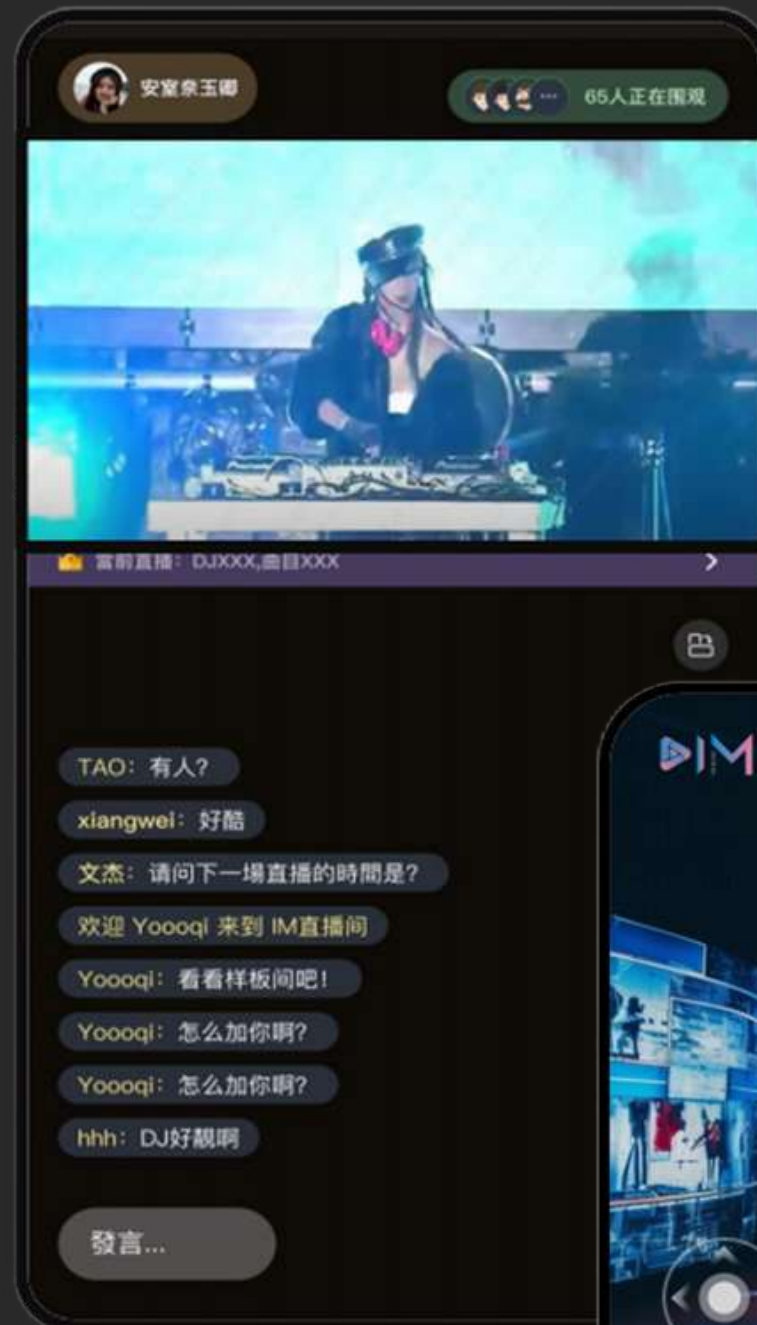 安室奈玉卿
65人正在围观
當前直播：DJXXX,曲目XXX
TAO：有人？
xiangwei：好酷
文杰：请问下一場直播的時間是？
欢迎 Yoooqi 来到 IM直播间
Yoooqi：看看样板间吧！
Yoooqi：怎么加你啊？
Yoooqi：怎么加你啊？
hhh：DJ好靚啊
發言...
IM